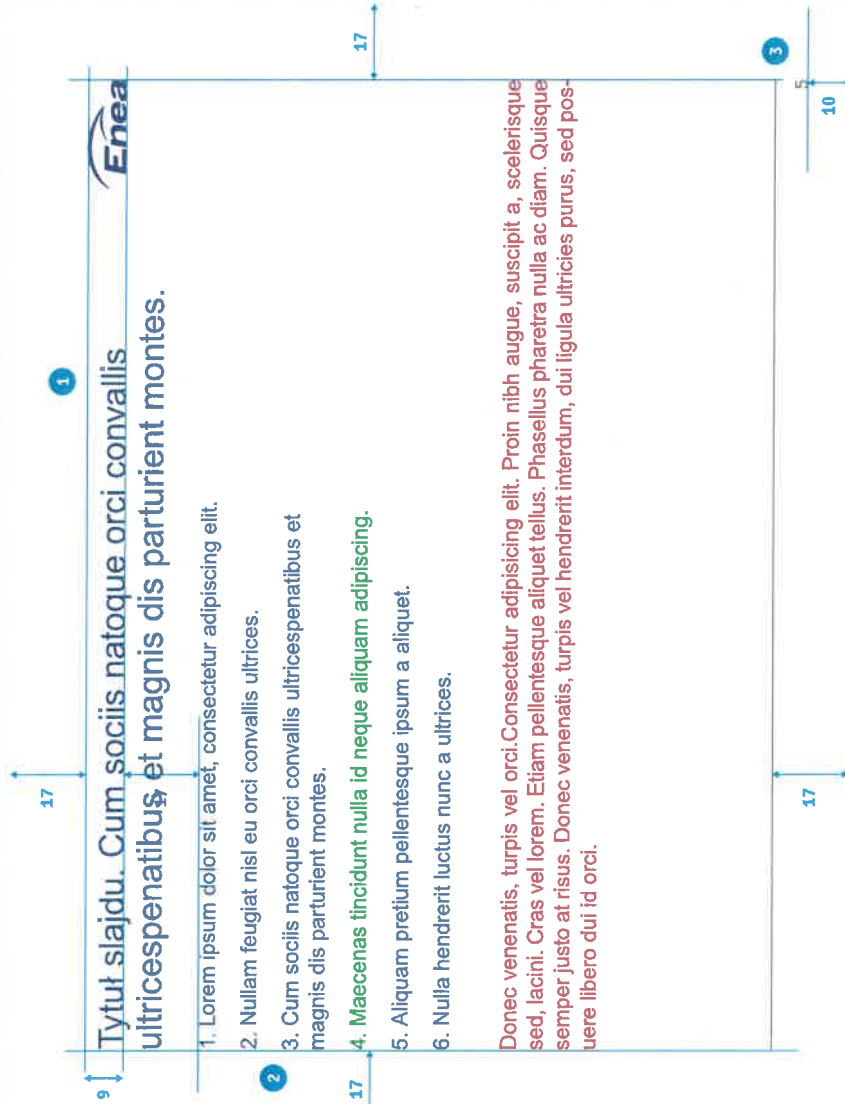 1
17
Tytuł slajdu. Cum sociis natoque orci convallis
ultricespenatibus et magnis dis parturient montes.
Enea
9
17
2
1. Lorem ipsum dolor sit amet, consectetur adipiscing elit.
2. Nullam feugiat nisl eu orci convallis ultrices.
3. Cum sociis natoque orci convallis ultricespenatibus et
magnis dis parturient montes.
17
4. Maecenas tincidunt nulla id neque aliquam adipiscing.
17
5. Aliquam pretium pellentesque ipsum a aliquet.
6. Nulla hendrerit luctus nunc a ultrices.
Donec venenatis, turpis vel orci.Consectetur adipisicing elit. Proin nibh augue, suscipit a, scelerisque
sed, lacini. Cras vel lorem. Etiam pellentesque aliquet tellus. Phasellus pharetra nulla ac diam. Quisque
semper justo at risus. Donec venenatis, turpis vel hendrerit interdum, dui ligula ultricies purus, sed pos-
uere libero dui id orci.
3
17
5
10